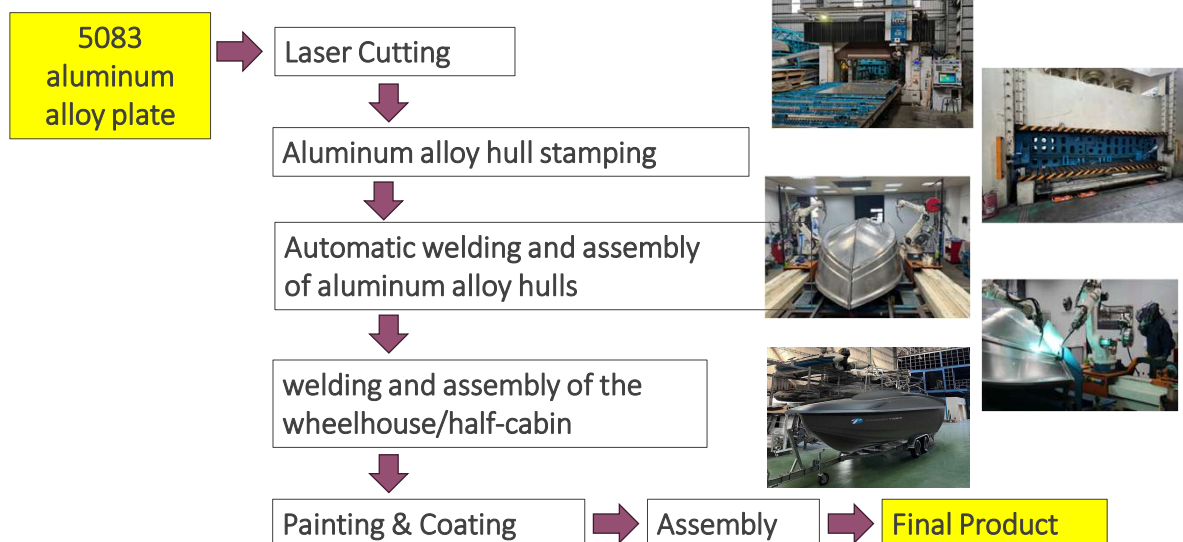 5083
aluminum
alloy plate
Laser Cutting
Aluminum alloy hull stamping
Automatic welding and assembly
of aluminum alloy hulls
welding and assembly of the
wheelhouse/half-cabin
Painting & Coating
Assembly
Final Product